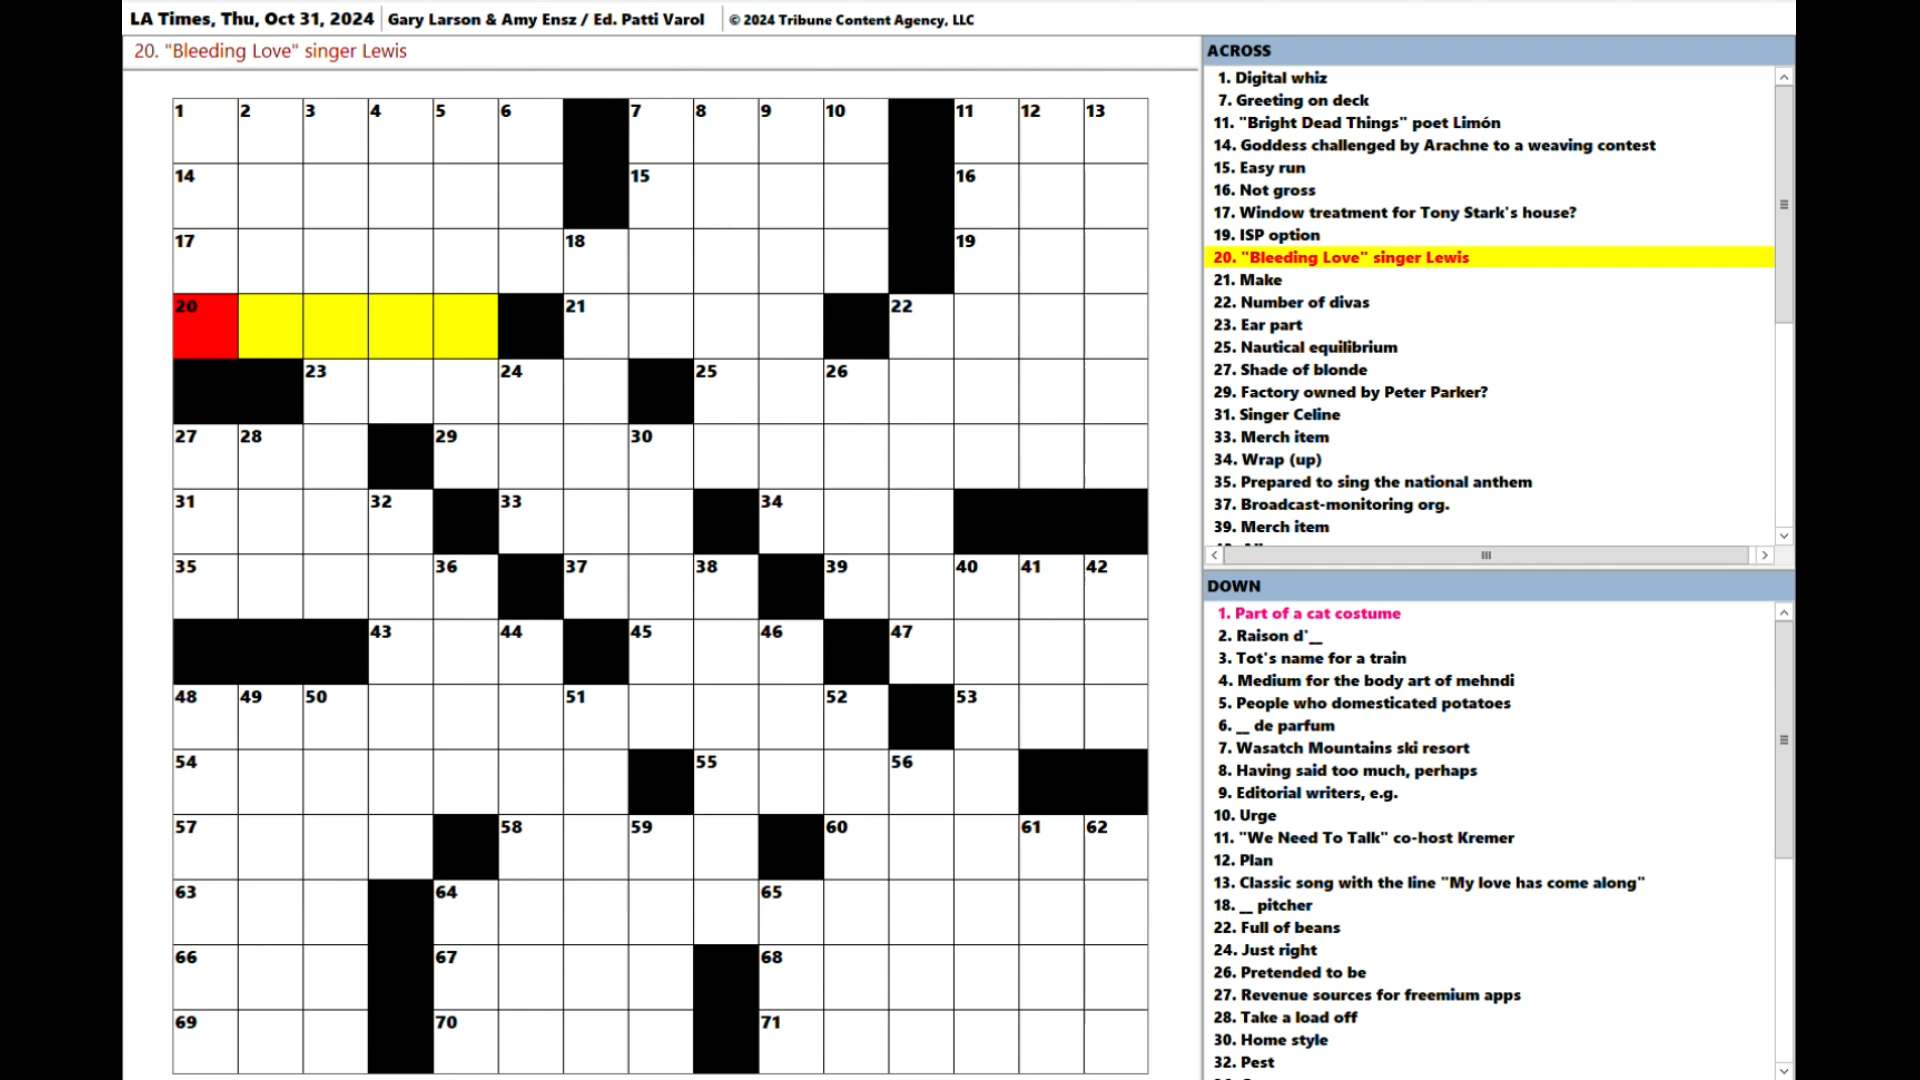 LA Times, Thu, Oct 31, 2024 Gary Larson & Amy Ensz / Ed. Patti Varol © 2024 Tribune Content Agency, LLC
20. "Bleeding Love" singer Lewis
1 2 3 4 5 6 7 8 9 10 11 12 13
14 15 16
17 18 19
20 21 22
23 24 25 26
27 28 29 30
31 32 33 34
35 36 37 38 39 40 41 42
43 44 45 46 47
48 49 50 51 52 53
54 55 56
57 58 59 60 61 62
63 64 65
66 67 68
69 70 71
ACROSS
1. Digital whiz
7. Greeting on deck
11. "Bright Dead Things" poet Limón
14. Goddess challenged by Arachne to a weaving contest
15. Easy run
16. Not gross
17. Window treatment for Tony Stark's house?
19. ISP option
20. "Bleeding Love" singer Lewis
21. Make
22. Number of divas
23. Ear part
25. Nautical equilibrium
27. Shade of blonde
29. Factory owned by Peter Parker?
31. Singer Celine
33. Merch item
34. Wrap (up)
35. Prepared to sing the national anthem
37. Broadcast-monitoring org.
39. Merch item
DOWN
1. Part of a cat costume
2. Raison d'__
3. Tot's name for a train
4. Medium for the body art of mehndi
5. People who domesticated potatoes
6. __ de parfum
7. Wasatch Mountains ski resort
8. Having said too much, perhaps
9. Editorial writers, e.g.
10. Urge
11. "We Need To Talk" co-host Kremer
12. Plan
13. Classic song with the line "My love has come along"
18. __ pitcher
22. Full of beans
24. Just right
26. Pretended to be
27. Revenue sources for freemium apps
28. Take a load off
30. Home style
32. Pest